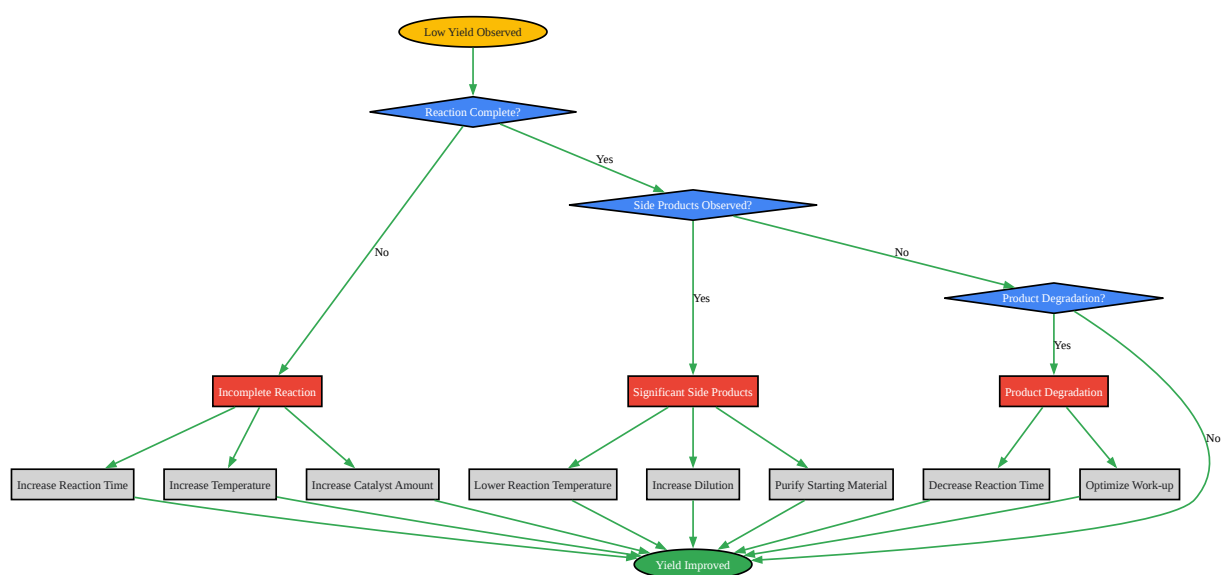 Low Yield Observed
Reaction Complete?
Yes
Side Products Observed?
No
No
Product Degradation?
Yes
Yes
Incomplete Reaction
Significant Side Products
Product Degradation
No
Increase Reaction Time
Increase Temperature
Increase Catalyst Amount
Lower Reaction Temperature
Increase Dilution
Purify Starting Material
Decrease Reaction Time
Optimize Work-up
Yield Improved